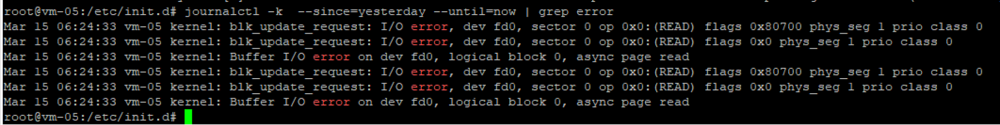 root@vm-05:/etc/init.d# journalctl -k  --since=yesterday --until=now | grep error
Mar 15 06:24:33 vm-05 kernel: blk_update_request: I/O error, dev fd0, sector 0 op 0x0:(READ) flags 0x80700 phys_seg 1 prio class 0
Mar 15 06:24:33 vm-05 kernel: blk_update_request: I/O error, dev fd0, sector 0 op 0x0:(READ) flags 0x0 phys_seg 1 prio class 0
Mar 15 06:24:33 vm-05 kernel: Buffer I/O error on dev fd0, logical block 0, async page read
Mar 15 06:24:33 vm-05 kernel: blk_update_request: I/O error, dev fd0, sector 0 op 0x0:(READ) flags 0x80700 phys_seg 1 prio class 0
Mar 15 06:24:33 vm-05 kernel: blk_update_request: I/O error, dev fd0, sector 0 op 0x0:(READ) flags 0x0 phys_seg 1 prio class 0
Mar 15 06:24:33 vm-05 kernel: Buffer I/O error on dev fd0, logical block 0, async page read
root@vm-05:/etc/init.d#